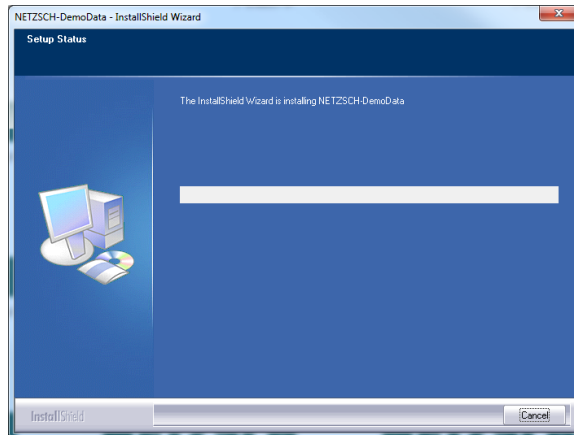 NETZSCH-DemoData - InstallShield Wizard
Setup Status
The InstallShield Wizard is installing NETZSCH-DemoData
InstallShield
Cancel